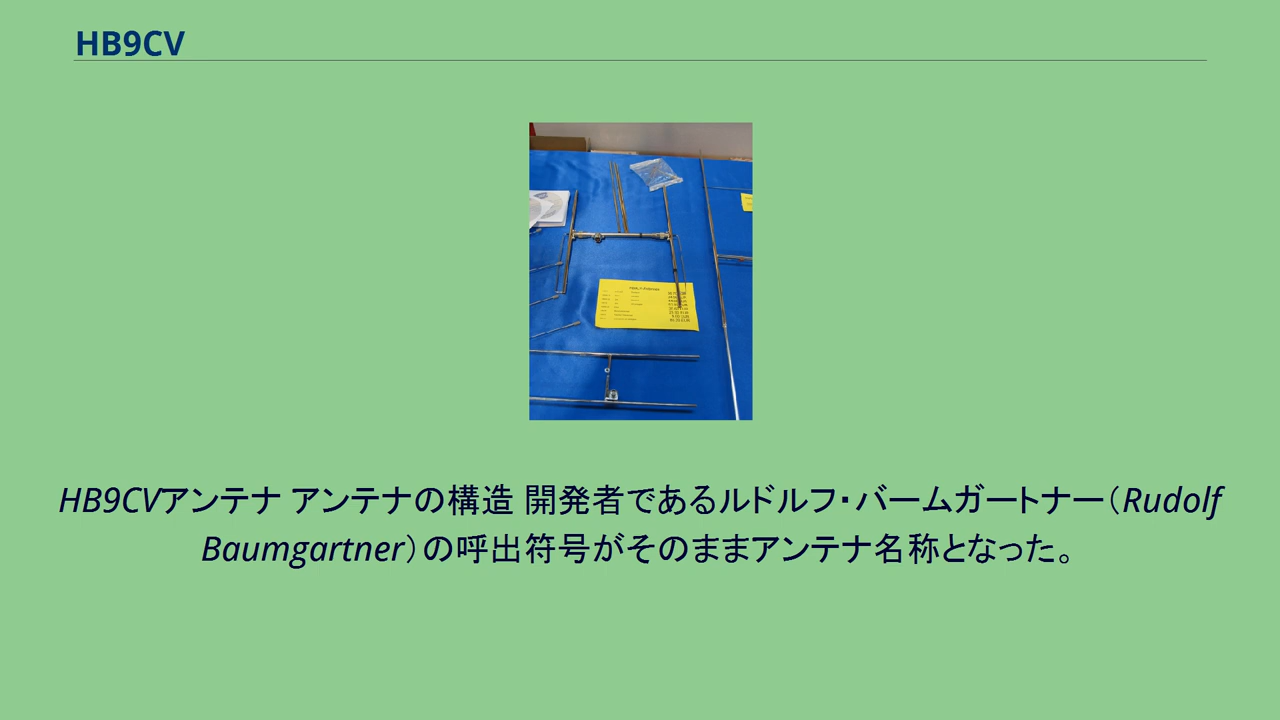 HB9CV
HB9CVアンテナ アンテナの構造 開発者であるルドルフ・バームガートナー（Rudolf
Baumgartner）の呼出符号がそのままアンテナ名称となった。